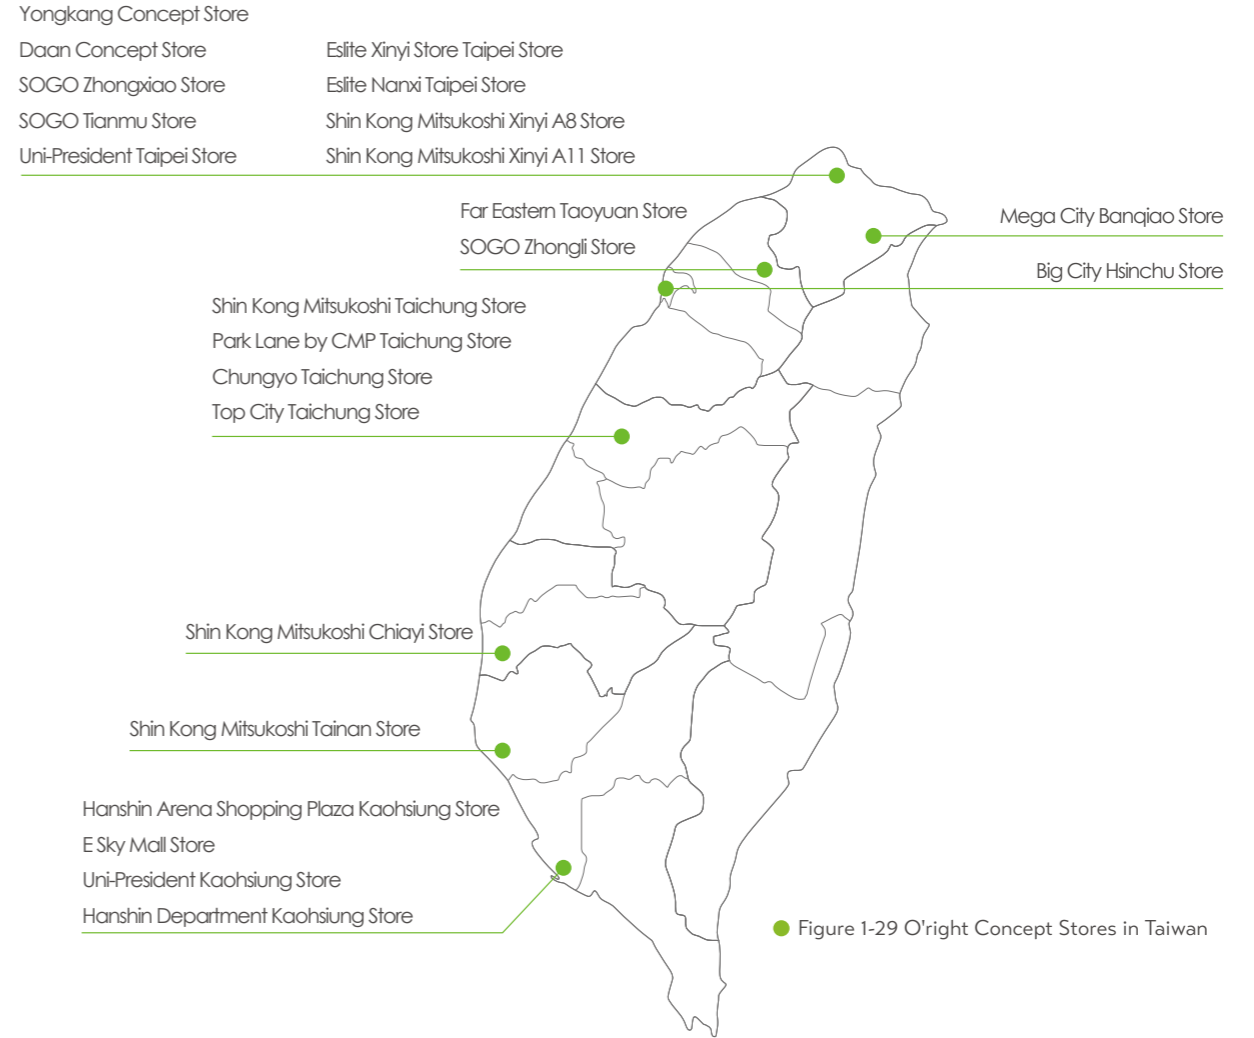 Yongkang Concept Store
Daan Concept Store
SOGO Zhongxiao Store
SOGO Tianmu Store
Uni-President Taipei Store
Eslite Xinyi Store Taipei Store
Eslite Nanxi Taipei Store
Shin Kong Mitsukoshi Xinyi A8 Store
Shin Kong Mitsukoshi Xinyi A11 Store
Far Eastern Taoyuan Store
SOGO Zhongli Store
Mega City Banqiao Store
Big City Hsinchu Store
Shin Kong Mitsukoshi Taichung Store
Park Lane by CMP Taichung Store
Chungyo Taichung Store
Top City Taichung Store
Shin Kong Mitsukoshi Chiayi Store
Shin Kong Mitsukoshi Tainan Store
Hanshin Arena Shopping Plaza Kaohsiung Store
E Sky Mall Store
Uni-President Kaohsiung Store
Hanshin Department Kaohsiung Store
Figure 1-29 O'right Concept Stores in Taiwan